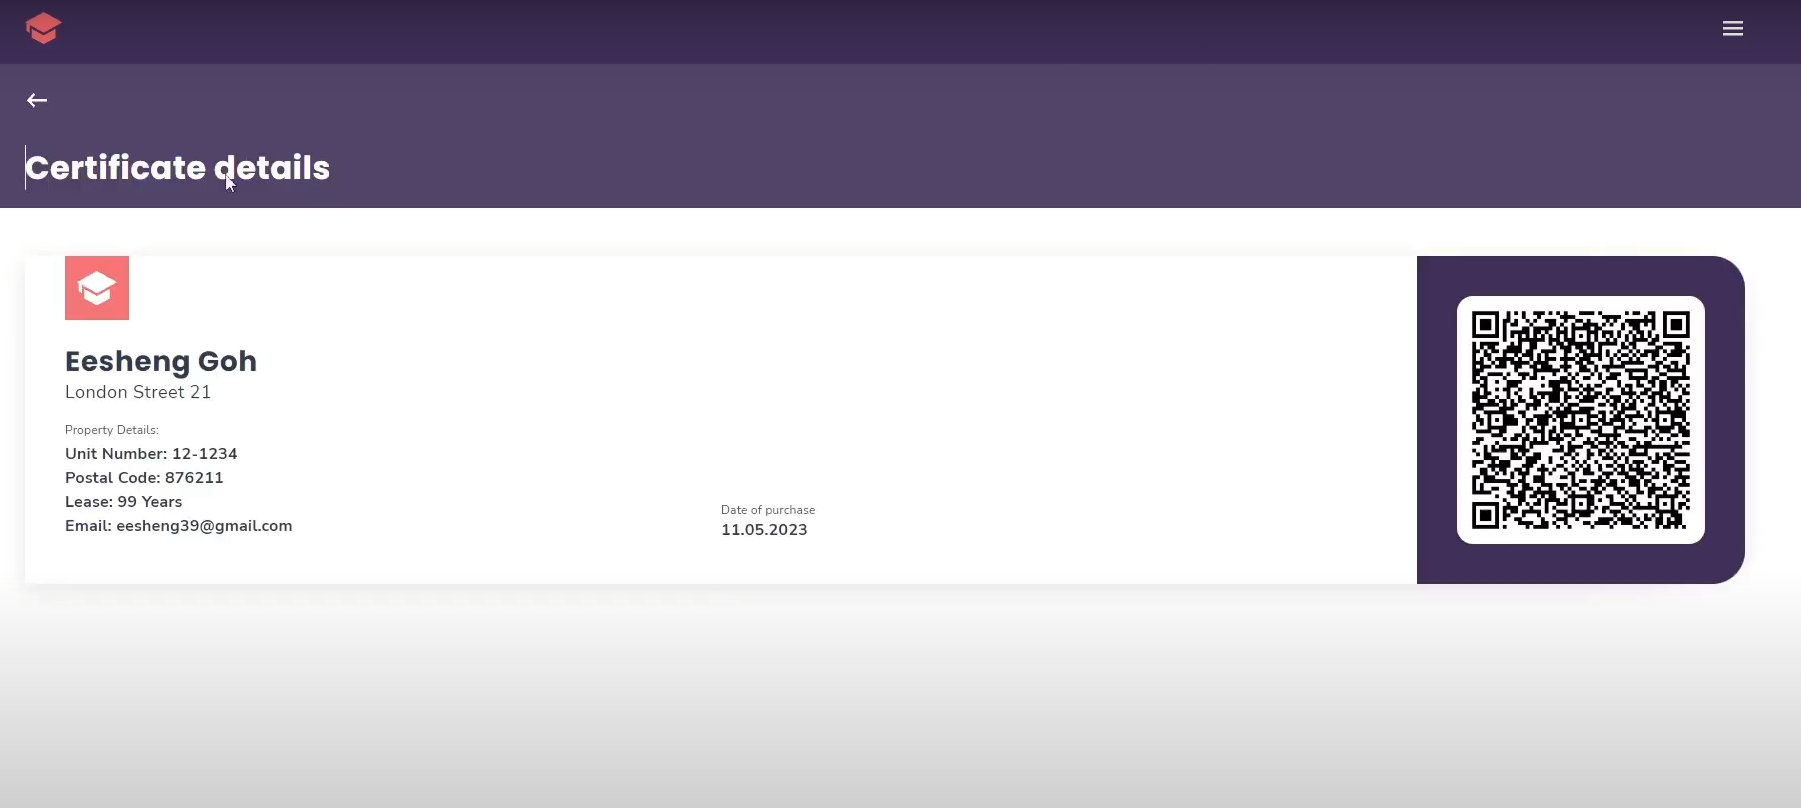 Certificate details
Eesheng Goh
London Street 21
Property Details:
Unit Number: 12-1234
Postal Code: 876211
Lease: 99 Years
Email: eesheng39@gmail.com
Date of purchase
11.05.2023